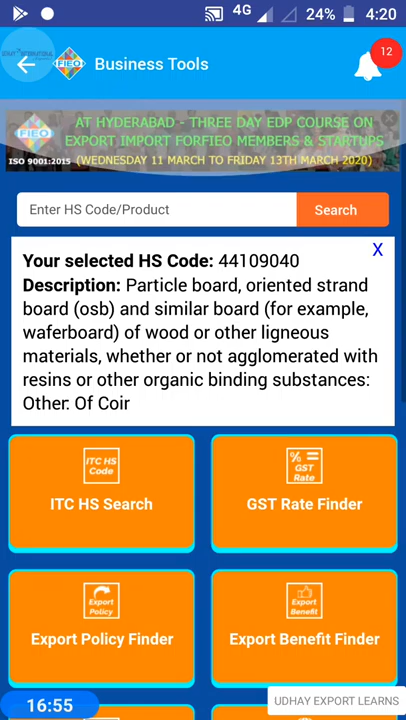 4G 24% 4:20
FIEO
Business Tools
12
FIEO
ISO 9001:2015
AT HYDERABAD - THREE DAY EDP COURSE ON
EXPORT IMPORT FORFIEO MEMBERS & STARTUPS
(WEDNESDAY 11 MARCH TO FRIDAY 13TH MARCH 2020)
Enter HS Code/Product
Search
X
Your selected HS Code: 44109040
Description: Particle board, oriented strand
board (osb) and similar board (for example,
waferboard) of wood or other ligneous
materials, whether or not agglomerated with
resins or other organic binding substances:
Other: Of Coir
ITC HS
Code
ITC HS Search
% =
GST
Rate
GST Rate Finder
Export
Policy
Export Policy Finder
Export
Benefit
Export Benefit Finder
16:55
UDHAY EXPORT LEARNS